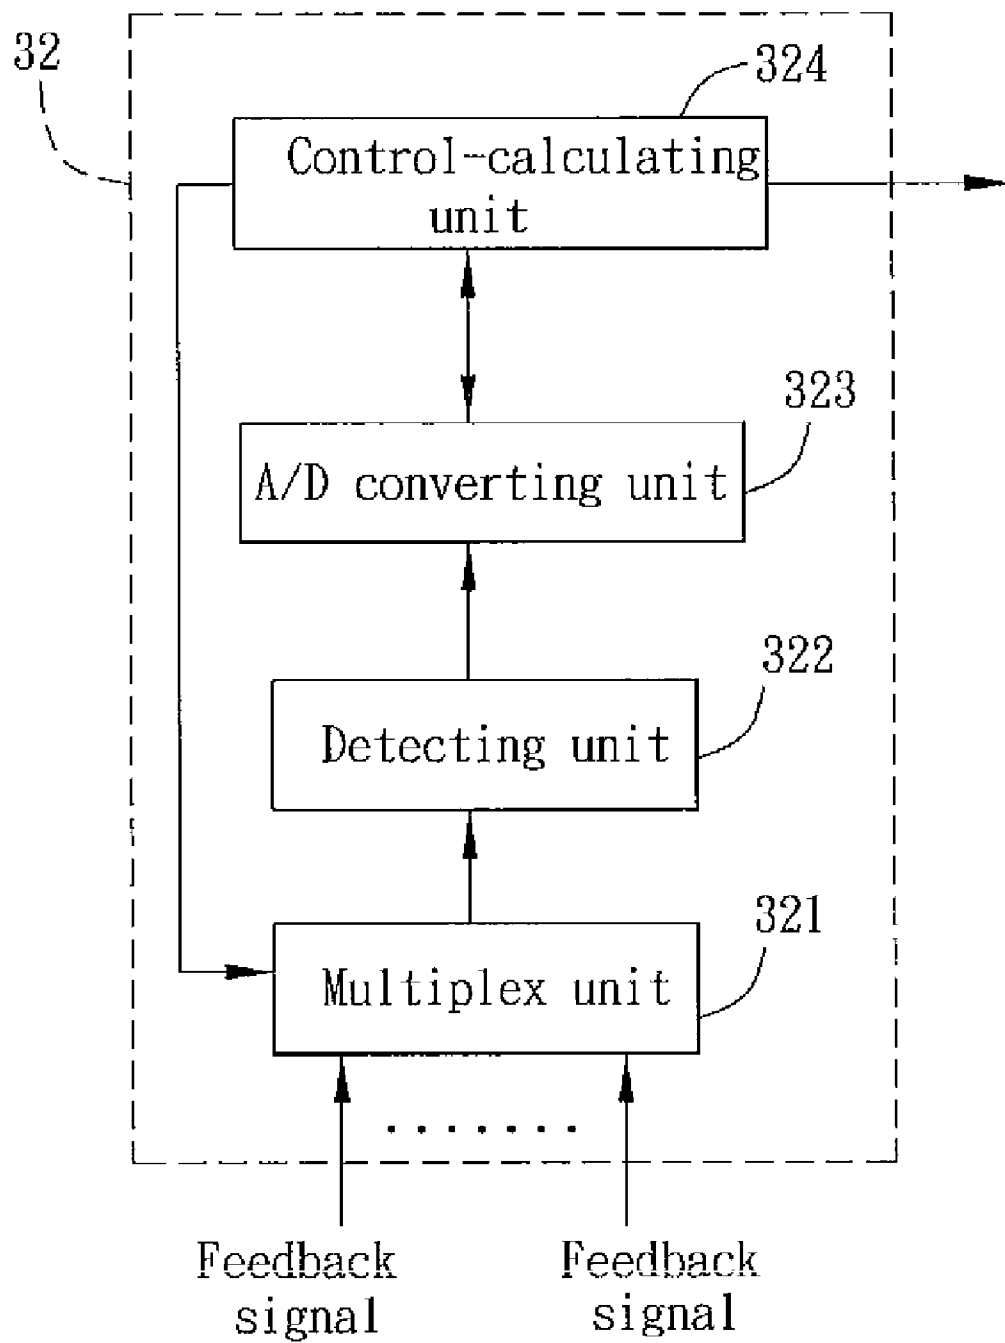 32
324
Control-calculating
unit
323
A/D converting unit
322
Detecting unit
321
Multiplex unit
Feedback
signal
Feedback
signal